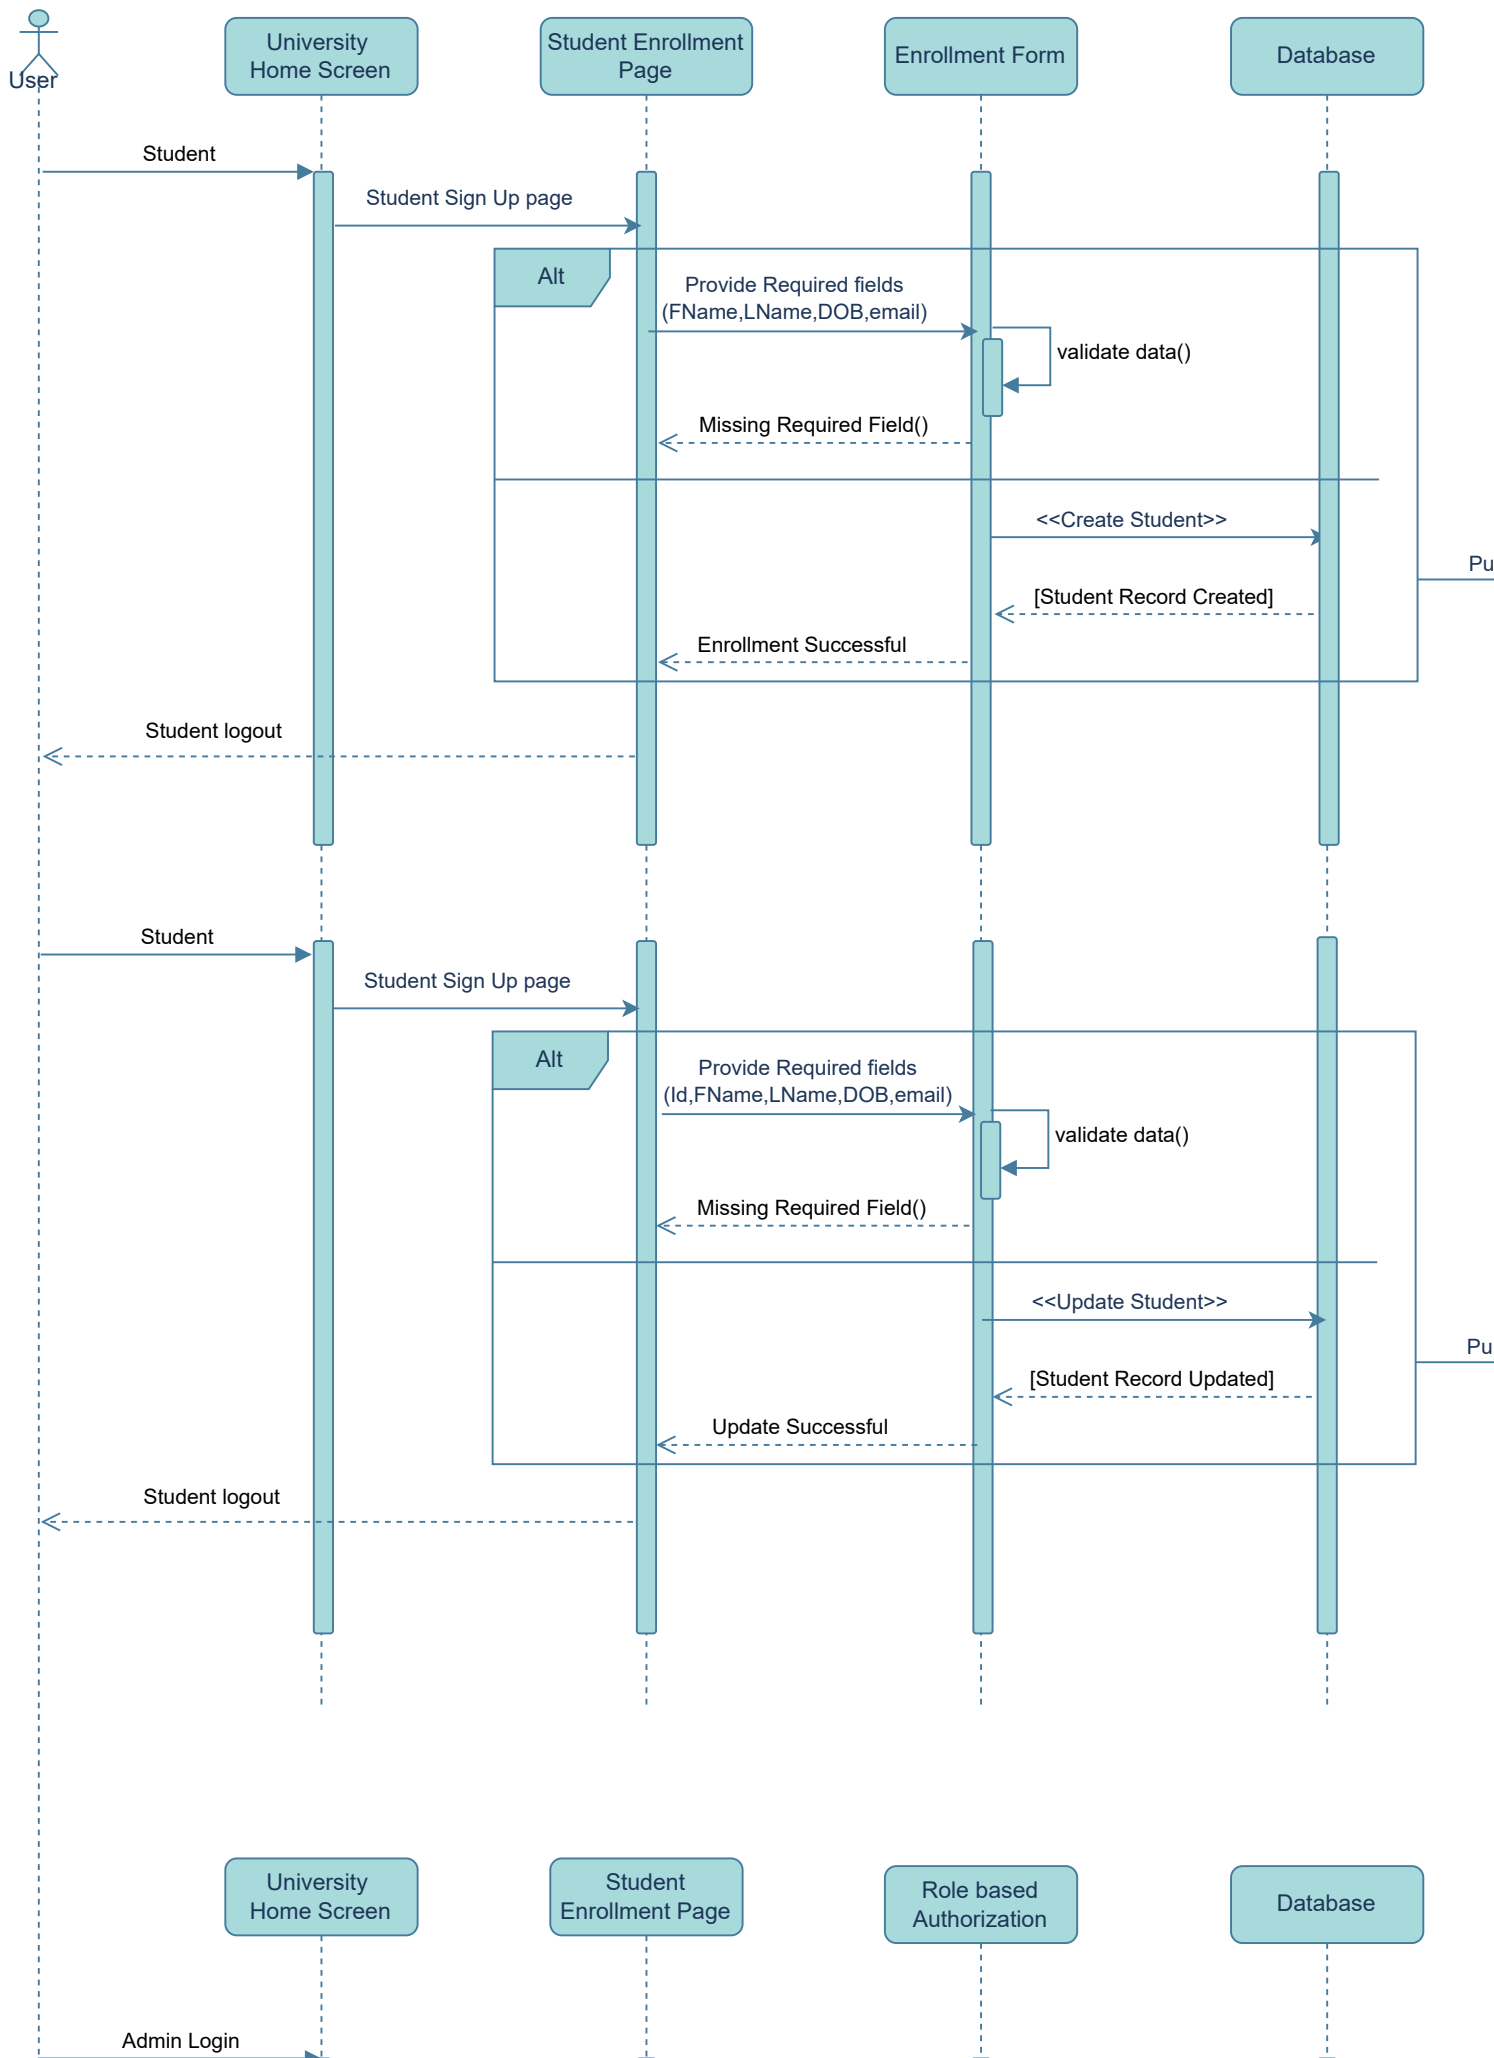 User
University
Home Screen
Student Enrollment
Page
Enrollment Form
Database
Student
Student Sign Up page
Alt
Provide Required fields
(FName,LName,DOB,email)
validate data()
Missing Required Field()
<<Create Student>>
Pu
[Student Record Created]
Enrollment Successful
Student logout
Student
Student Sign Up page
Alt
Provide Required fields
(Id,FName,LName,DOB,email)
validate data()
Missing Required Field()
<<Update Student>>
Pu
[Student Record Updated]
Update Successful
Student logout
University
Home Screen
Student
Enrollment Page
Role based
Authorization
Database
Admin Login